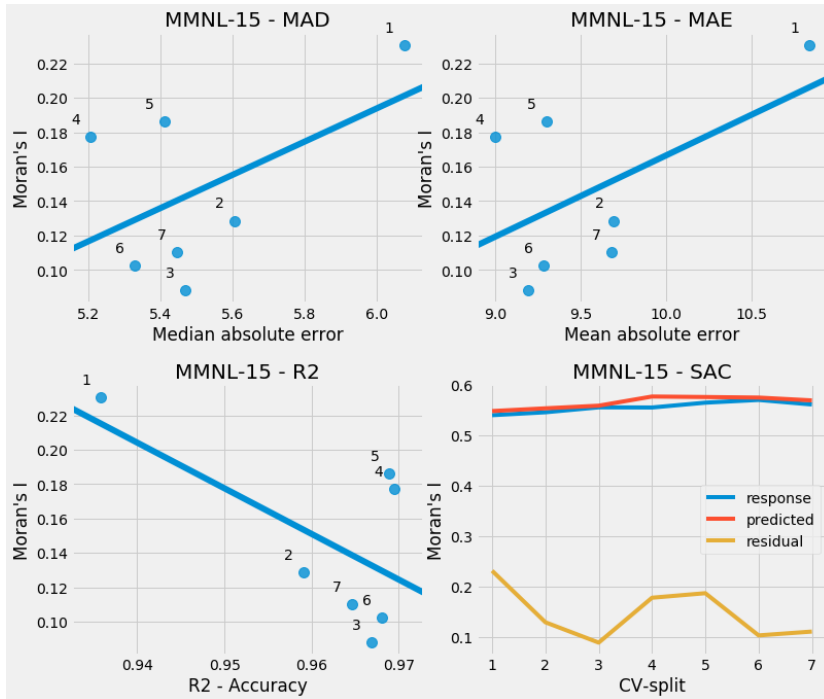 MMNL-15 - MAD
1
0.22
0.20
5
4
0.18
0.16
2
0.14
7
0.12
6
3
0.10
Moran's I
5.2 5.4 5.6 5.8 6.0
Median absolute error
MMNL-15 - MAE
1
0.22
0.20
5
4
0.18
0.16
2
0.14
7
0.12
6
3
0.10
Moran's I
9.0 9.5 10.0 10.5
Mean absolute error
MMNL-15 - R2
1
0.22
0.20
5
4
0.18
0.16
2
0.14
7 6
0.12
3
0.10
Moran's I
0.94 0.95 0.96 0.97
R2 - Accuracy
MMNL-15 - SAC
0.6
0.5
0.4
response
predicted
residual
0.3
0.2
0.1
Moran's I
1 2 3 4 5 6 7
CV-split